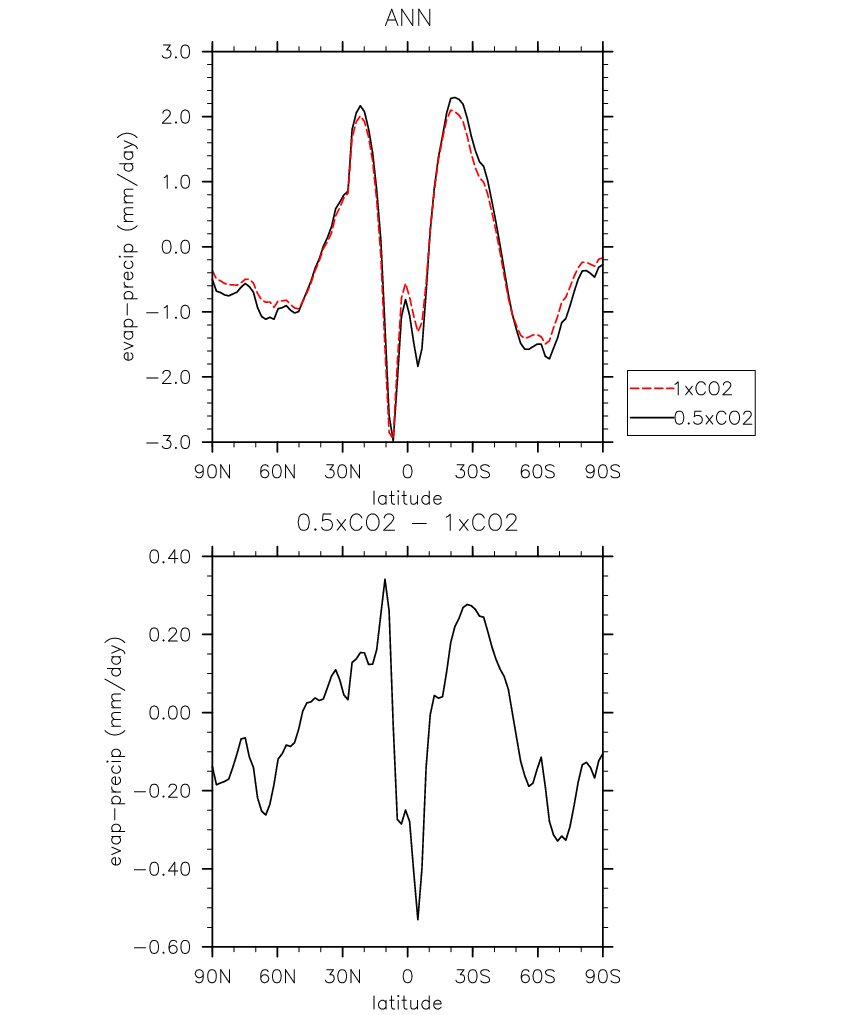 ANN
evap-precip (mm/day)
3.0
2.0
1.0
0.0
-1.0
-2.0
-3.0
90N 60N 30N 0 30S 60S 90S
latitude
1xCO2
0.5xCO2
0.5xCO2 - 1xCO2
evap-precip (mm/day)
0.40
0.20
0.00
-0.20
-0.40
-0.60
90N 60N 30N 0 30S 60S 90S
latitude